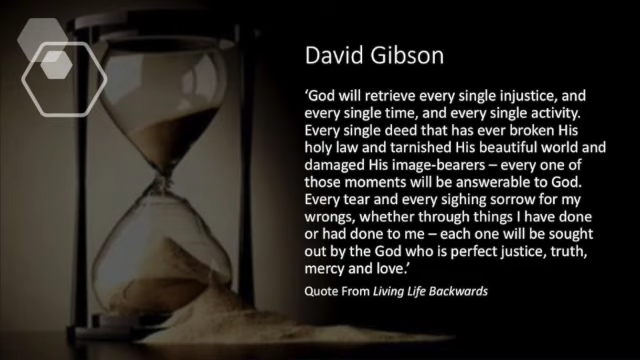 David Gibson
‘God will retrieve every single injustice, and
every single time, and every single activity.
Every single deed that has ever broken His
holy law and tarnished His beautiful world and
damaged His image-bearers – every one of
those moments will be answerable to God.
Every tear and every sighing sorrow for my
wrongs, whether through things I have done
or had done to me – each one will be sought
out by the God who is perfect justice, truth,
mercy and love.’
Quote From Living Life Backwards